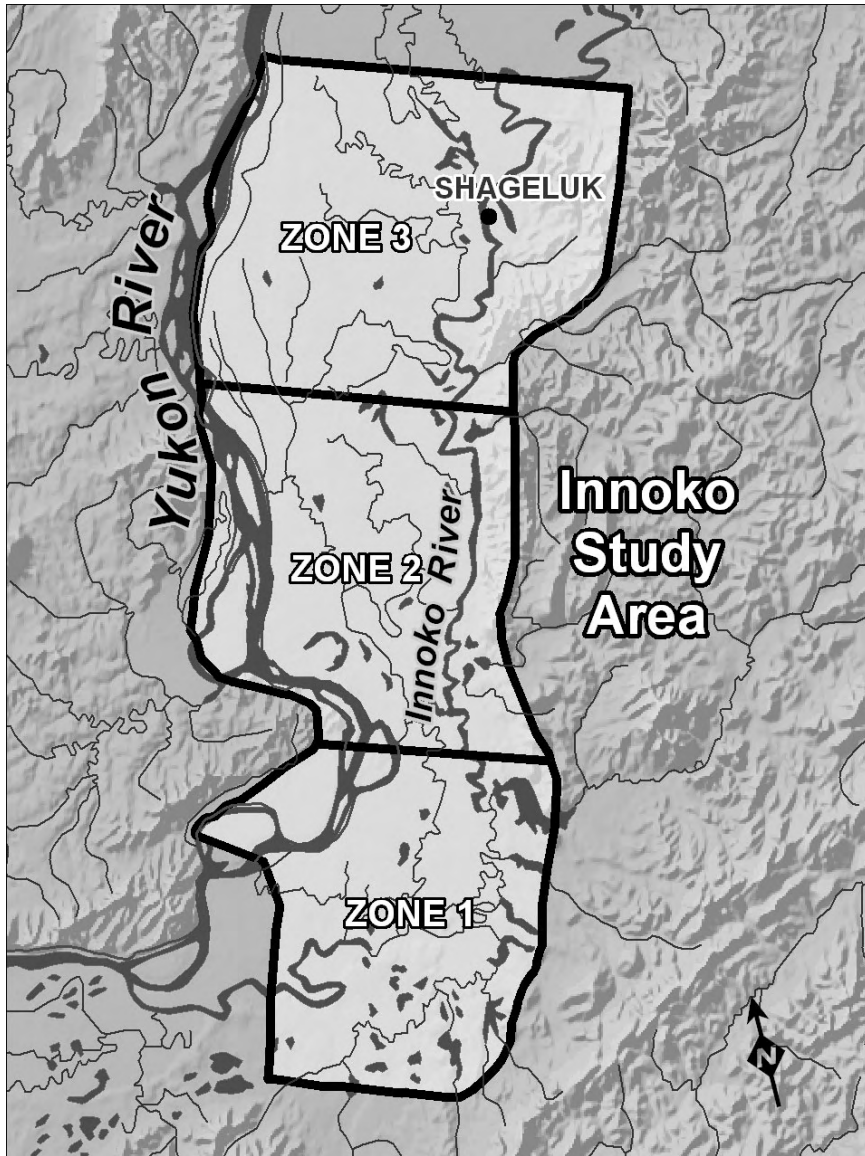 SHAGELUK
ZONE 3
Yukon River
Innoko
Study
Area
ZONE 2
Innoko River
ZONE 1
N